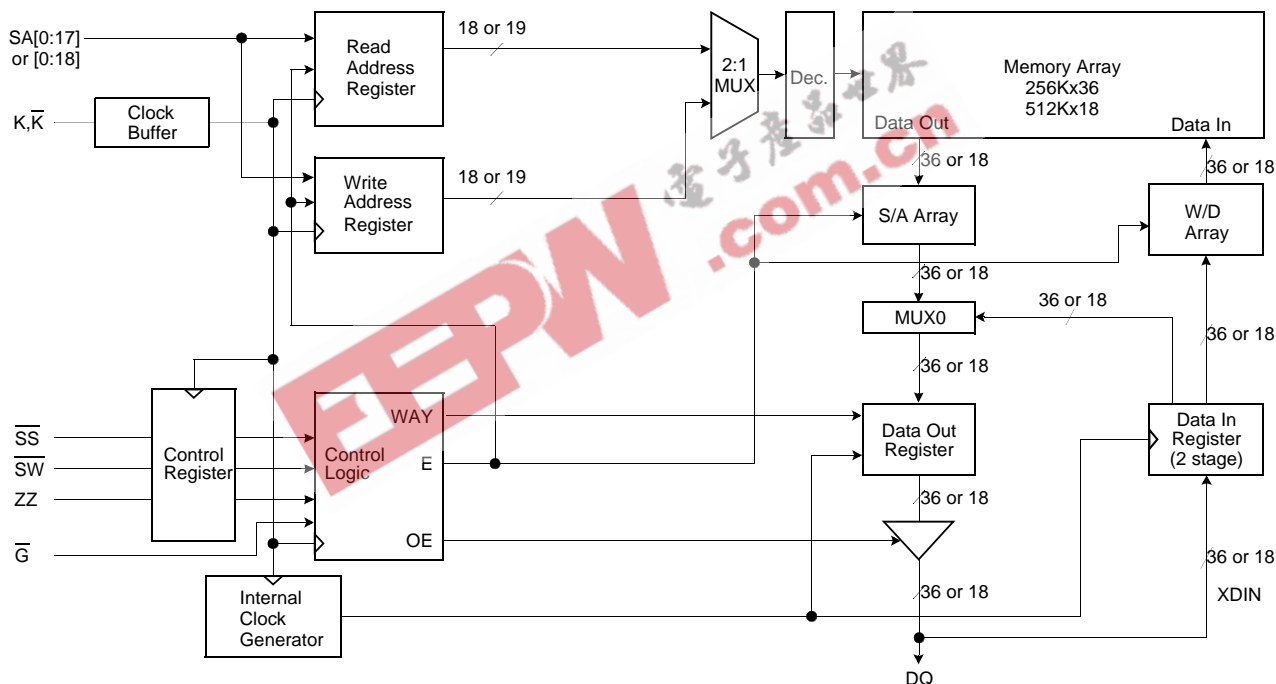 SA[0:17]
or [0:18]
Read
Address
Register
18 or 19
2:1
MUX
Dec.
Memory Array
256Kx36
512Kx18
Data Out
Data In
K,K̅
Clock
Buffer
36 or 18
36 or 18
Write
Address
Register
18 or 19
S/A Array
W/D
Array
36 or 18
MUX0
36 or 18
36 or 18
36 or 18
S̅S̅
S̅W̅
ZZ
G̅
Control
Register
Control
Logic
WAY
E
OE
Data Out
Register
Data In
Register
(2 stage)
36 or 18
36 or 18
XDIN
Internal
Clock
Generator
36 or 18
DQ
EEPW
.com.cn
電子産品世界